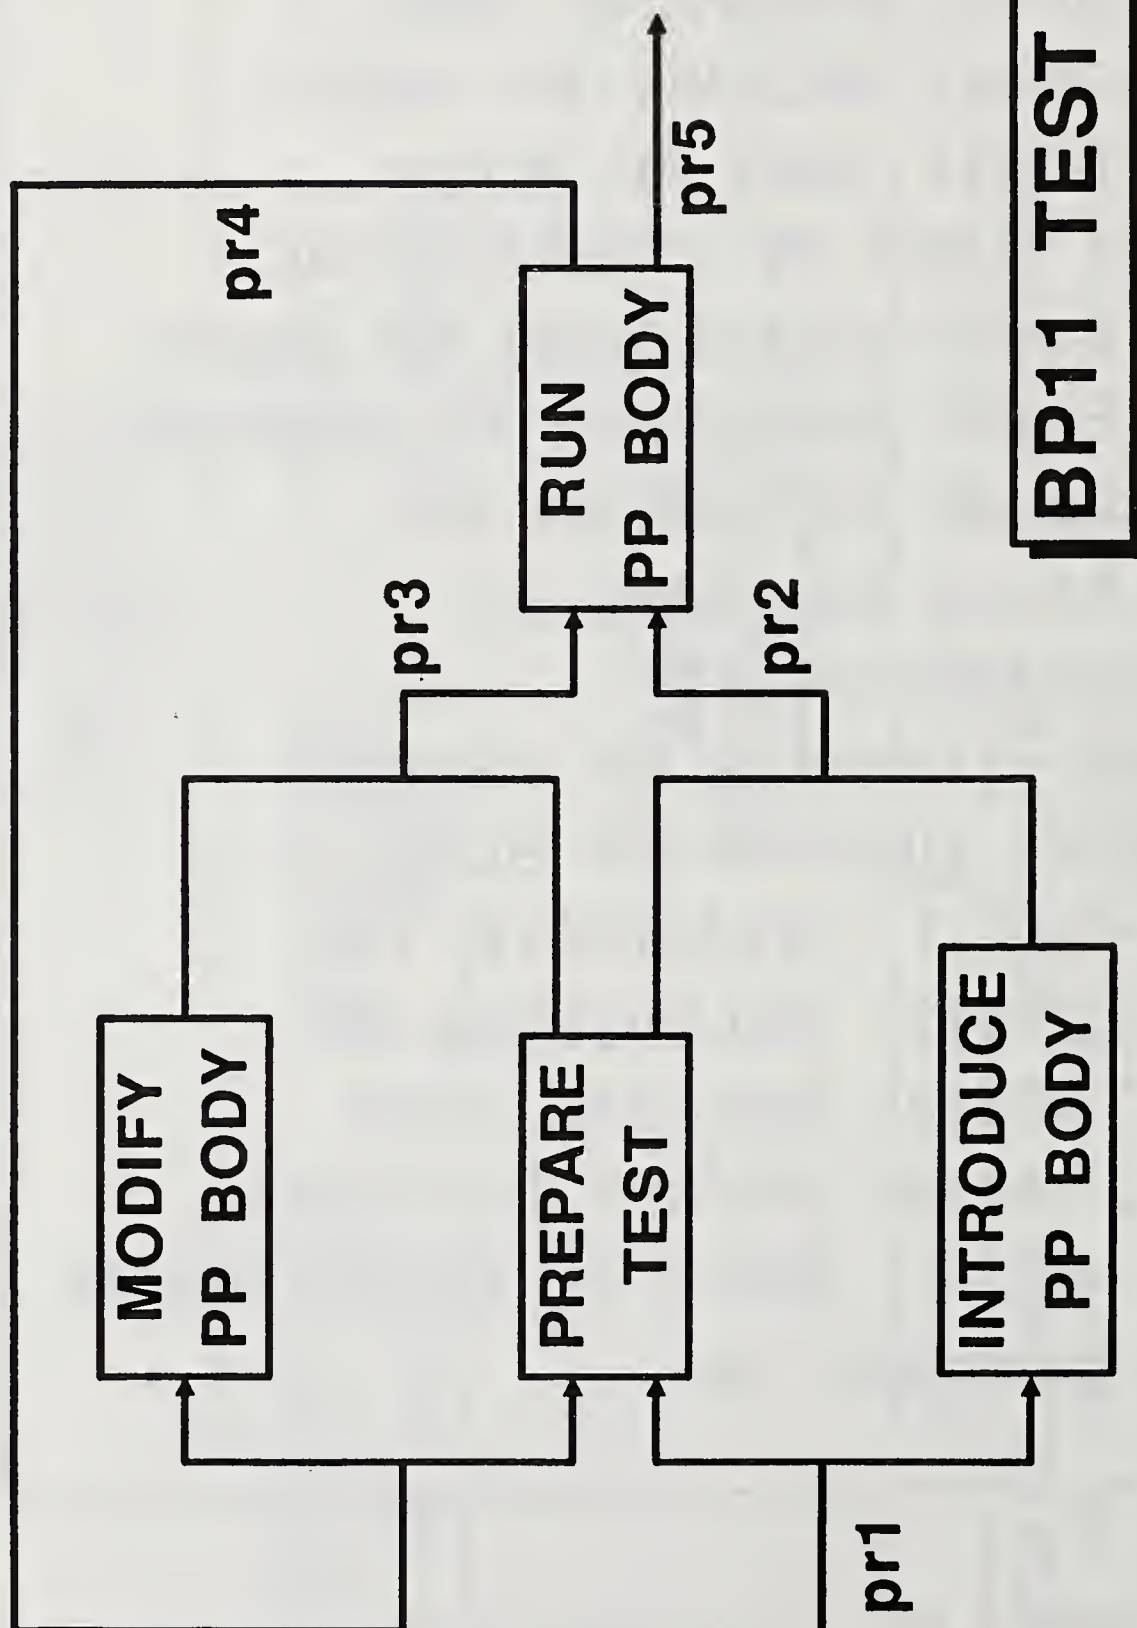 pr4
pr5
MODIFY
PP BODY
pr3
RUN
PP BODY
PREPARE
TEST
pr2
INTRODUCE
PP BODY
pr1
BP11 TEST